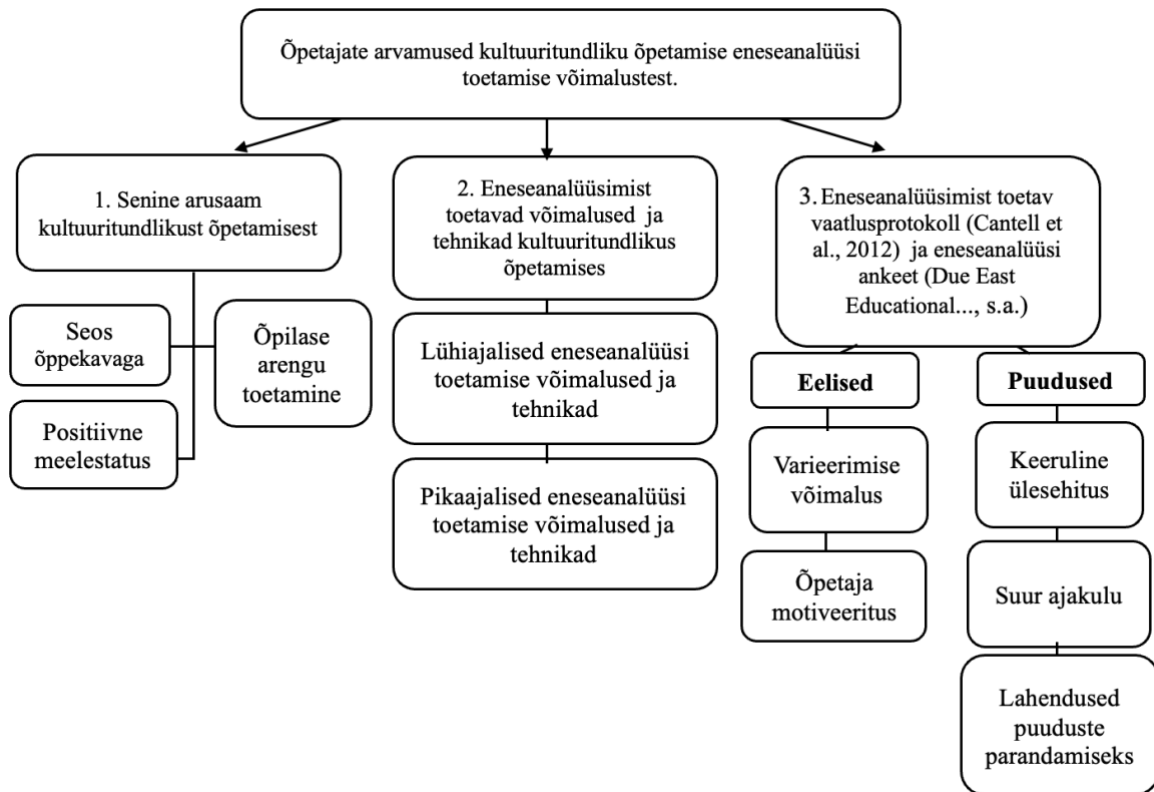 Õpetajate arvamused kultuuritundliku õpetamise eneseanalüüsi
toetamise võimalustest.
1. Senine arusaam
kultuuritundlikust õpetamisest
Seos
õppekavaga
Õpilase
arengu
toetamine
Positiivne
meelestatus
2. Eneseanalüüsimist
toetavad võimalused ja
tehnikad kultuuritundlikus
õpetamises
Lühiajalised eneseanalüüsi
toetamise võimalused ja
tehnikad
Pikaajalised eneseanalüüsi
toetamise võimalused ja
tehnikad
3. Eneseanalüüsimist toetav
vaatlusprotokoll (Cantell et
al., 2012) ja eneseanalüüsi
ankeet (Due East
Educational..., s.a.)
Eelised
Varieerimise
võimalus
Õpetaja
motiveeritus
Puudused
Keeruline
ülesehitus
Suur ajakulu
Lahendused
puuduste
parandamiseks